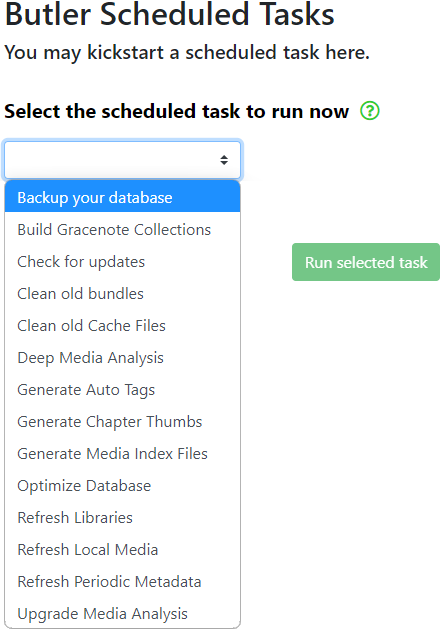 Butler Scheduled Tasks
You may kickstart a scheduled task here.
Select the scheduled task to run now ?
Backup your database
Build Gracenote Collections
Check for updates
Run selected task
Clean old bundles
Clean old Cache Files
Deep Media Analysis
Generate Auto Tags
Generate Chapter Thumbs
Generate Media Index Files
Optimize Database
Refresh Libraries
Refresh Local Media
Refresh Periodic Metadata
Upgrade Media Analysis